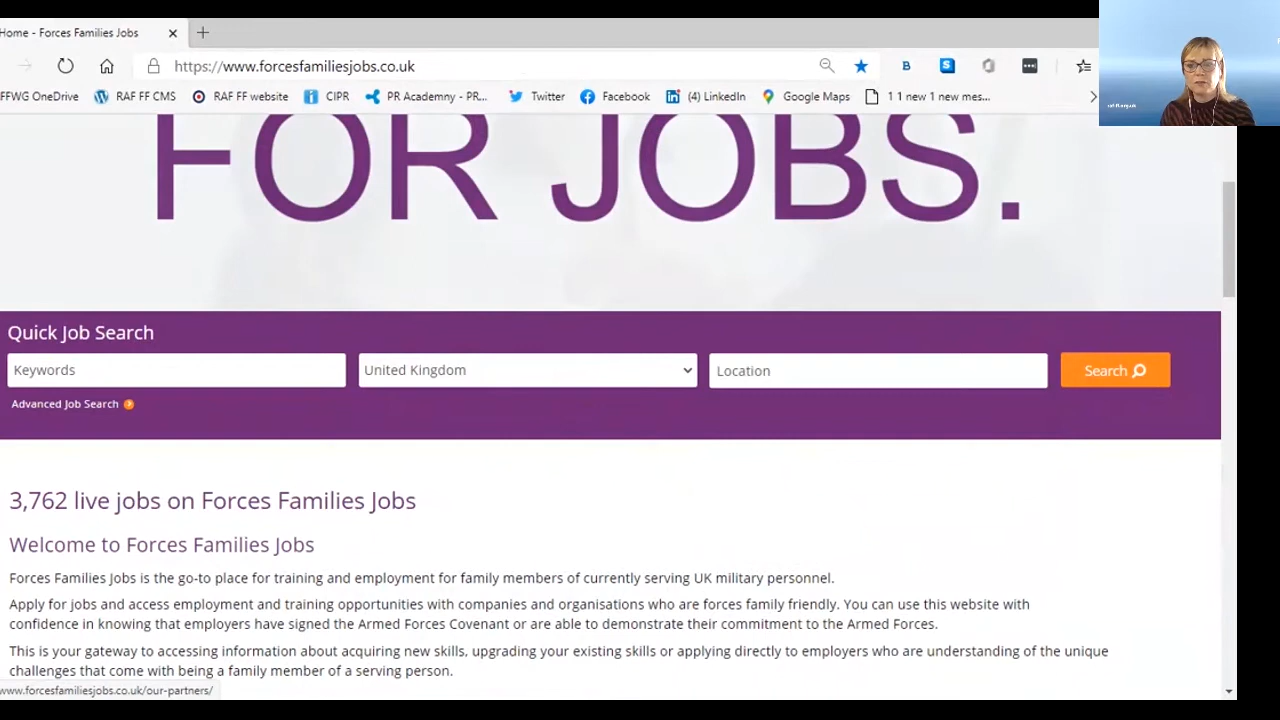 Home - Forces Families Jobs
https://www.forcesfamiliesjobs.co.uk
FFWG OneDrive RAF FF CMS RAF FF website CIPR PR Academny - PR... Twitter Facebook (4) LinkedIn Google Maps 1 1 new 1 new mes...
FOR JOBS.
Quick Job Search
Keywords United Kingdom Location Search
Advanced Job Search
3,762 live jobs on Forces Families Jobs
Welcome to Forces Families Jobs
Forces Families Jobs is the go-to place for training and employment for family members of currently serving UK military personnel.
Apply for jobs and access employment and training opportunities with companies and organisations who are forces family friendly. You can use this website with
confidence in knowing that employers have signed the Armed Forces Covenant or are able to demonstrate their commitment to the Armed Forces.
This is your gateway to accessing information about acquiring new skills, upgrading your existing skills or applying directly to employers who are understanding of the unique
challenges that come with being a family member of a serving person.
www.forcesfamiliesjobs.co.uk/our-partners/